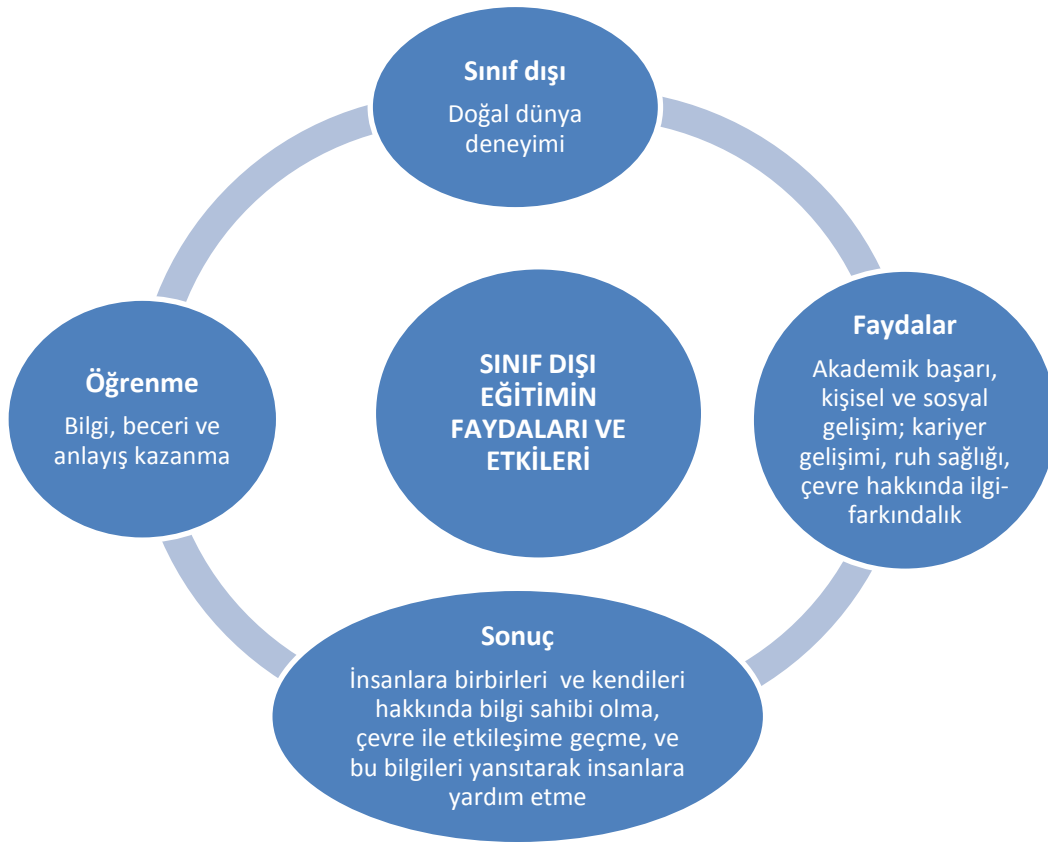 Sınıf dışı
Doğal dünya
deneyimi
Faydalar
Akademik başarı,
kişisel ve sosyal
gelişim; kariyer
gelişimi, ruh sağlığı,
çevre hakkında ilgi-
farkındalık
Sonuç
İnsanlara birbirleri  ve kendileri
hakkında bilgi sahibi olma,
çevre ile etkileşime geçme, ve
bu bilgileri yansıtarak insanlara
yardım etme
Öğrenme
Bilgi, beceri ve
anlayış kazanma
SINIF DIŞI
EĞİTİMİN
FAYDALARI VE
ETKİLERİ